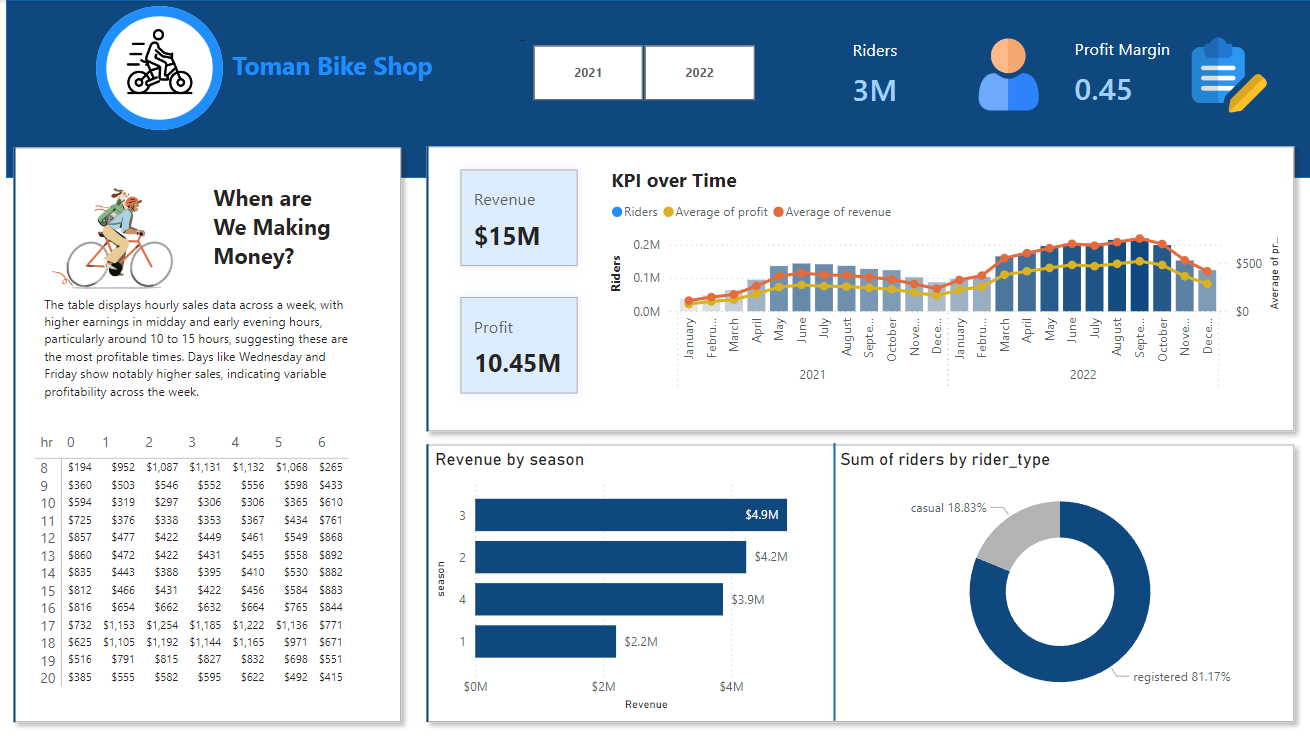 Toman Bike Shop
2021
2022
Riders
3M
Profit Margin
0.45
When are
We Making
Money?
The table displays hourly sales data across a week, with
higher earnings in midday and early evening hours,
particularly around 10 to 15 hours, suggesting these are
the most profitable times. Days like Wednesday and
Friday show notably higher sales, indicating variable
profitability across the week.
hr 0 1 2 3 4 5 6
8 $194 $952 $1,087 $1,131 $1,132 $1,068 $265
9 $360 $503 $546 $552 $556 $598 $433
10 $594 $319 $297 $306 $306 $365 $610
11 $725 $376 $338 $353 $367 $434 $761
12 $857 $477 $422 $449 $461 $549 $868
13 $860 $472 $422 $431 $455 $558 $892
14 $835 $443 $388 $395 $410 $530 $882
15 $812 $466 $431 $422 $456 $584 $883
16 $816 $654 $662 $632 $664 $765 $844
17 $732 $1,153 $1,254 $1,185 $1,222 $1,136 $771
18 $625 $1,105 $1,192 $1,144 $1,165 $971 $671
19 $516 $791 $815 $827 $832 $698 $551
20 $385 $555 $582 $595 $622 $492 $415
Revenue
$15M
Profit
10.45M
KPI over Time
Riders Average of profit Average of revenue
Riders
0.2M
0.1M
0.0M
$500
$0
Average of pr...
January
Febru...
March
April
May
June
July
August
Septe...
October
Nove...
Dece...
January
Febru...
March
April
May
June
July
August
Septe...
October
Nove...
Dece...
2021
2022
Revenue by season
season
3 $4.9M
2 $4.2M
4 $3.9M
1 $2.2M
$0M $2M $4M
Revenue
Sum of riders by rider_type
casual 18.83%
registered 81.17%